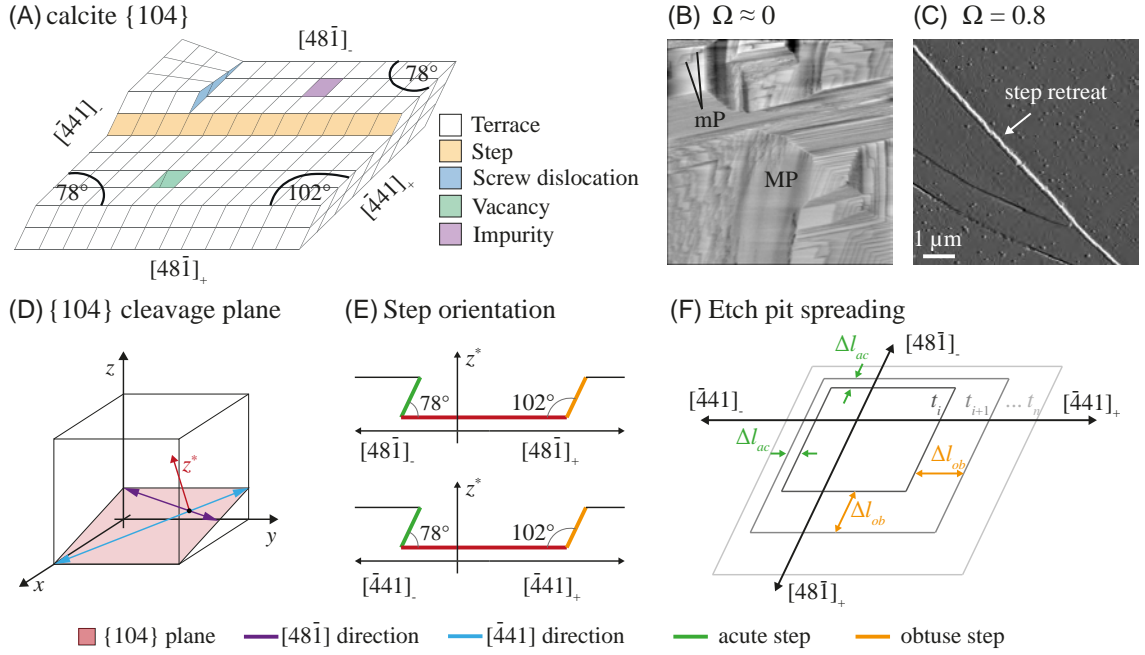 (A) calcite {104}
[481̄]₋
78°
[4̄41]₋
78°
102°
[4̄41]₊
[481̄]₊
Terrace
Step
Screw dislocation
Vacancy
Impurity
(B) Ω ≈ 0
mP
MP
(C) Ω = 0.8
step retreat
1 µm
(D) {104} cleavage plane
z
z*
y
x
(E) Step orientation
z*
78°
102°
[481̄]₋
[481̄]₊
z*
78°
102°
[4̄41]₋
[4̄41]₊
(F) Etch pit spreading
Δl_ac
[481̄]₋
[4̄41]₋
t_i
t_i+1
... t_n
[4̄41]₊
Δl_ac
Δl_ob
Δl_ob
[481̄]₊
{104} plane
[481̄] direction
[4̄41] direction
acute step
obtuse step